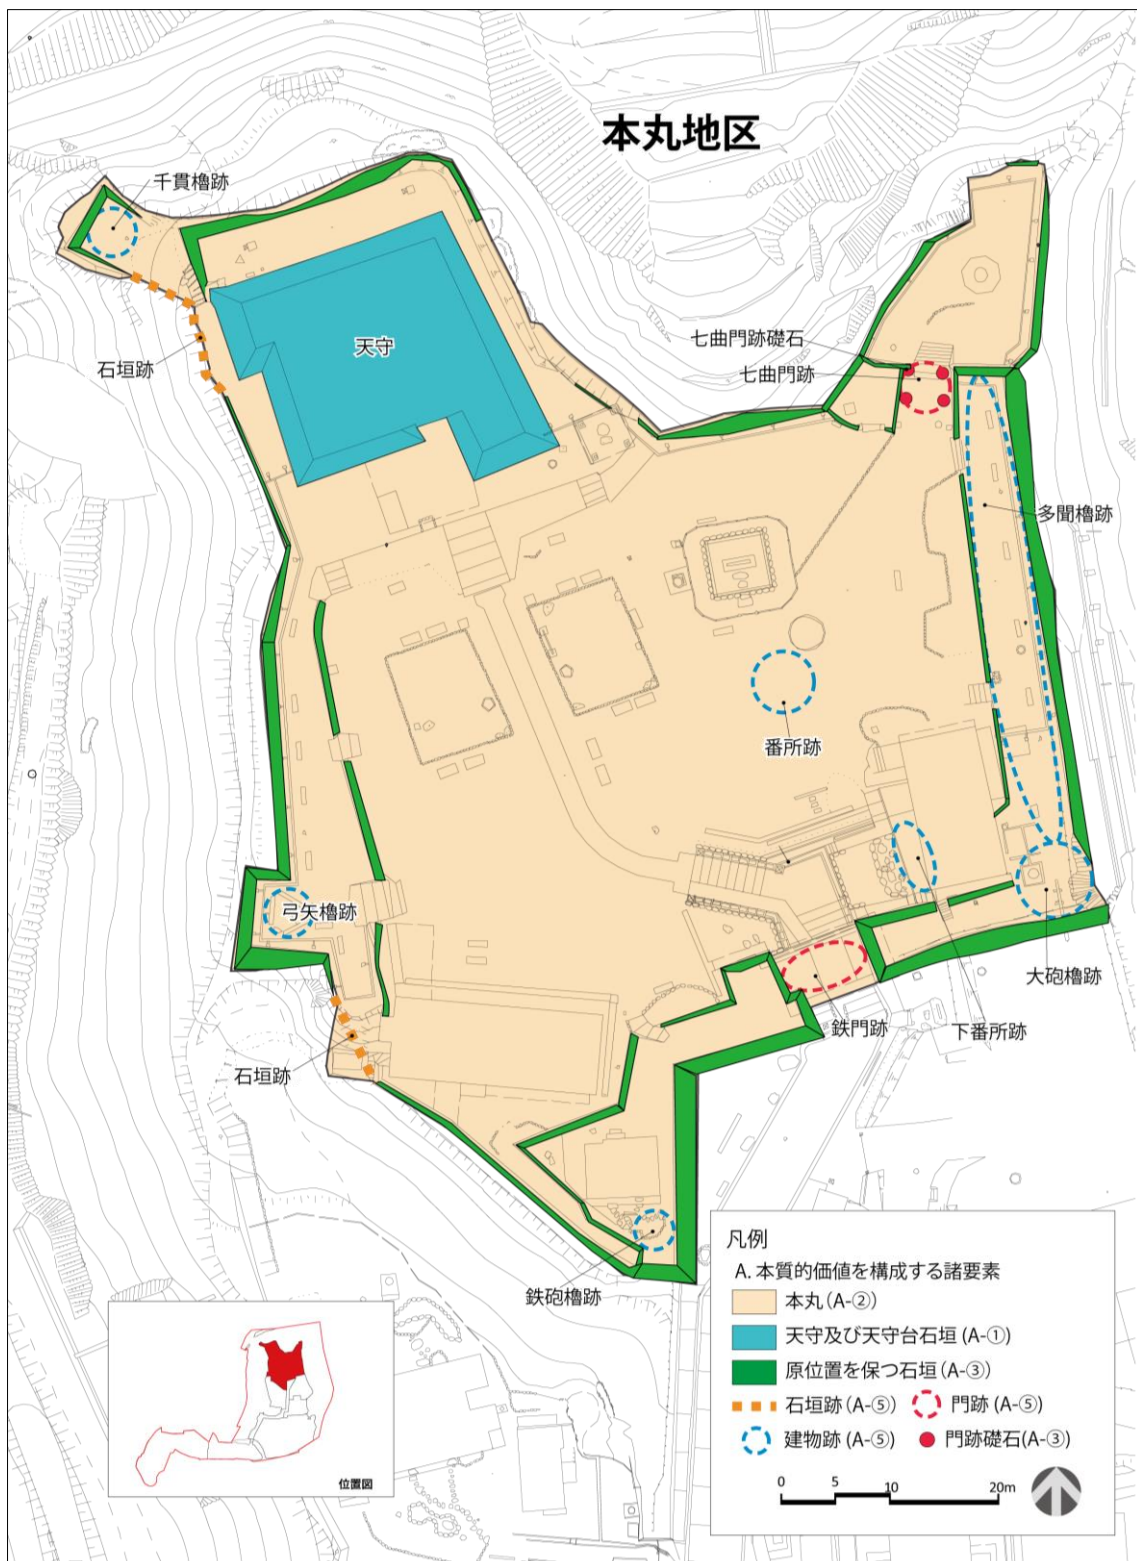 本丸地区
千貫櫓跡
天守
石垣跡
七曲門跡礎石
七曲門跡
多聞櫓跡
番所跡
弓矢櫓跡
大砲櫓跡
鉄門跡
下番所跡
石垣跡
鉄砲櫓跡
凡例
A. 本質的価値を構成する諸要素
本丸(A-②)
天守及び天守台石垣 (A-①)
原位置を保つ石垣(A-③)
石垣跡 (A-⑤) 門跡 (A-⑤)
建物跡 (A-⑤) 門跡礎石(A-③)
0 5 10 20m
位置図